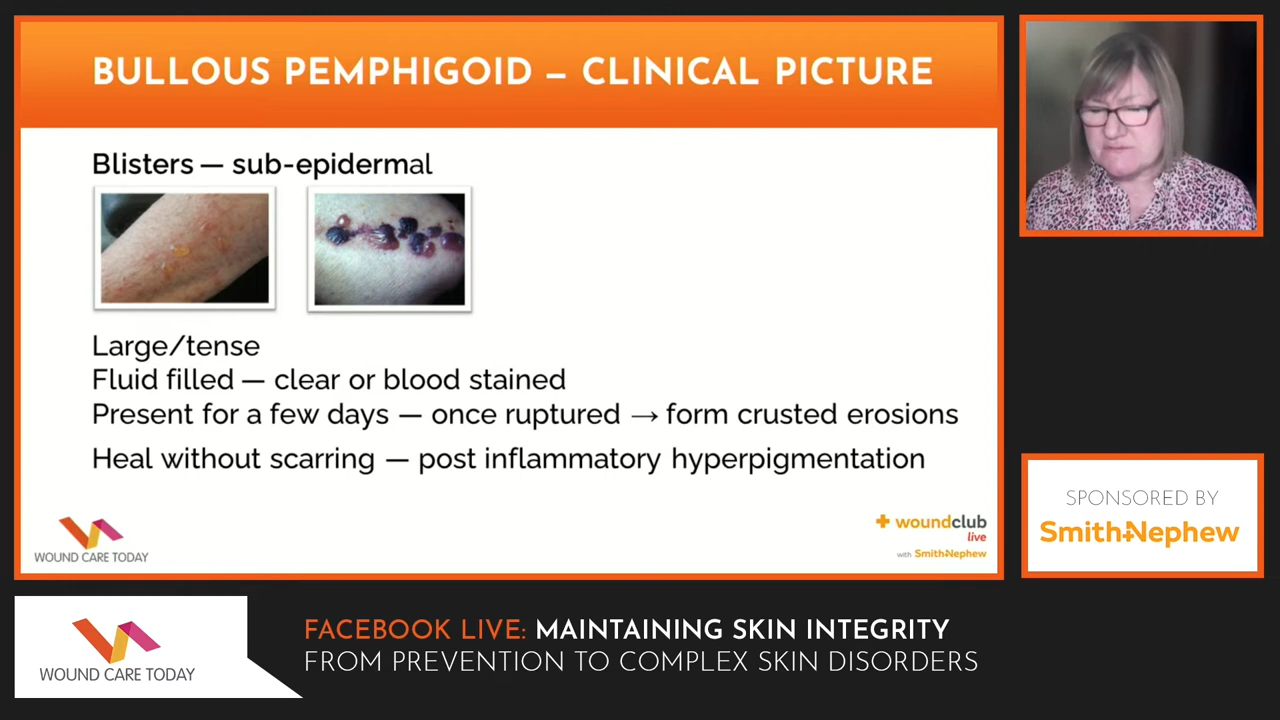 BULLOUS PEMPHIGOID – CLINICAL PICTURE
Blisters — sub-epidermal
Large/tense
Fluid filled — clear or blood stained
Present for a few days — once ruptured → form crusted erosions
Heal without scarring — post inflammatory hyperpigmentation
WOUND CARE TODAY
woundclub
live
with Smith+Nephew
SPONSORED BY
Smith+Nephew
WOUND CARE TODAY
FACEBOOK LIVE: MAINTAINING SKIN INTEGRITY
FROM PREVENTION TO COMPLEX SKIN DISORDERS